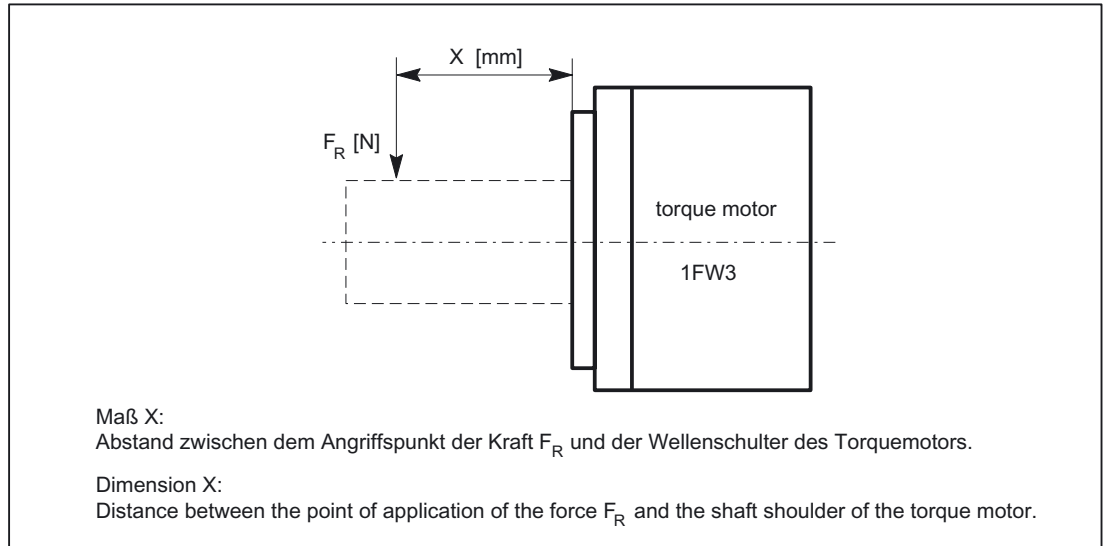 X [mm]
F_R [N]
torque motor
1FW3
Maß X:
Abstand zwischen dem Angriffspunkt der Kraft F_R und der Wellenschulter des Torquemotors.
Dimension X:
Distance between the point of application of the force F_R and the shaft shoulder of the torque motor.